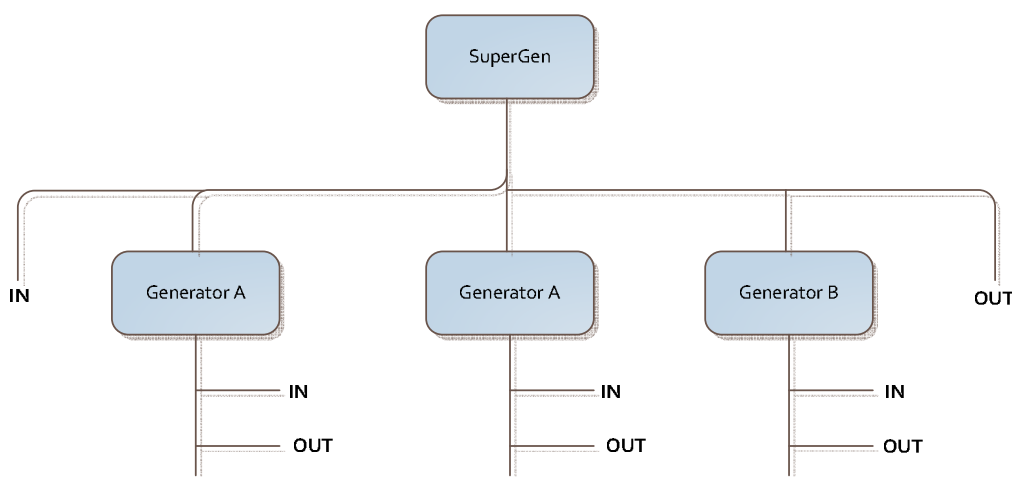 SuperGen
IN
Generator A
Generator A
Generator B
OUT
IN
IN
IN
OUT
OUT
OUT